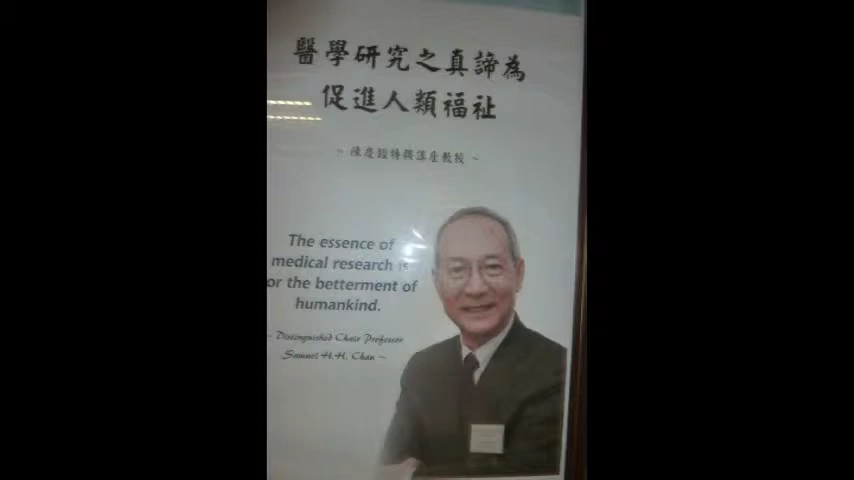 醫學研究之真諦為
促進人類福祉
~ 陳慶鏗特聘講座教授 ~
The essence of
medical research is
or the betterment of
humankind.
~ Distinguished Chair Professor
Samuel H.H. Chan ~